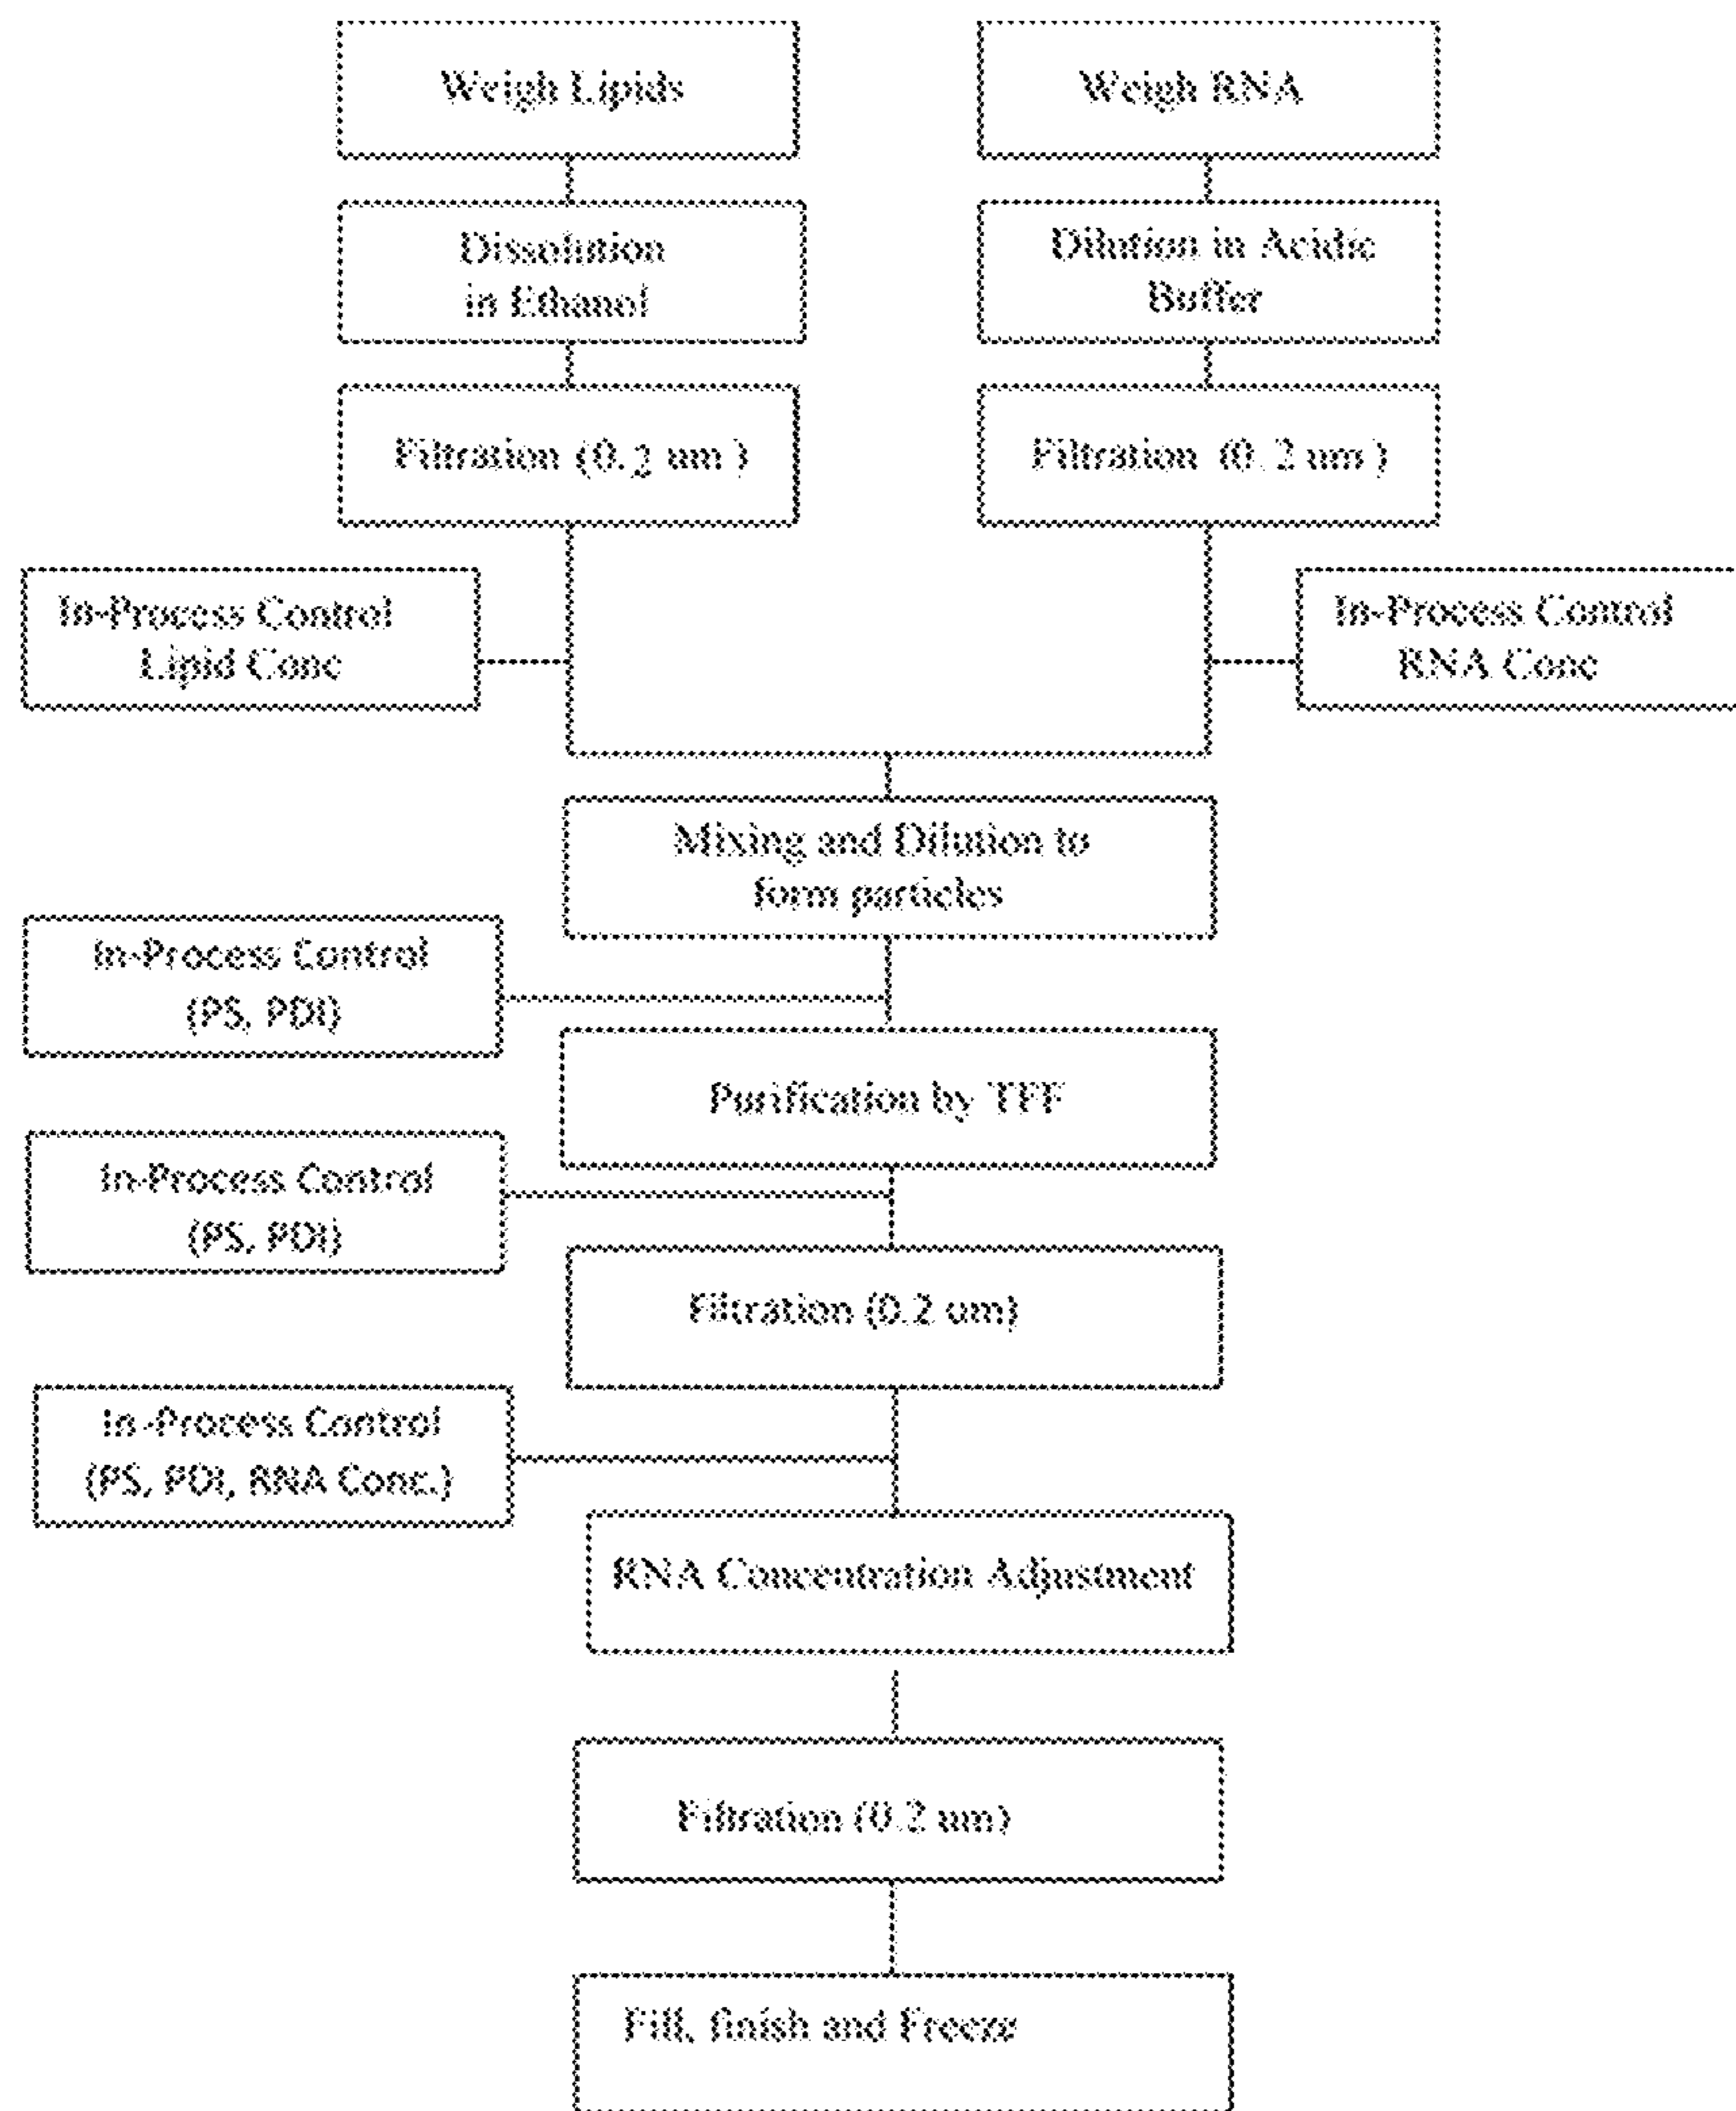 Weigh Lipids
Weigh RNA
Dissolution
in Ethanol
Dilution in Acidic
Buffer
Filtration (0.2 um )
Filtration (0. 2 um )
In-Process Control
Lipid Conc
In-Process Control
RNA Conc
Mixing and Dilution to
form particles
In-Process Control
(PS, PDI)
Purification by TFF
In-Process Control
(PS, PDI)
Filtration (0.2 um)
In-Process Control
(PS, PDI, RNA Conc.)
RNA Concentration Adjustment
Filtration (0.2 um)
Fill, finish and Freeze